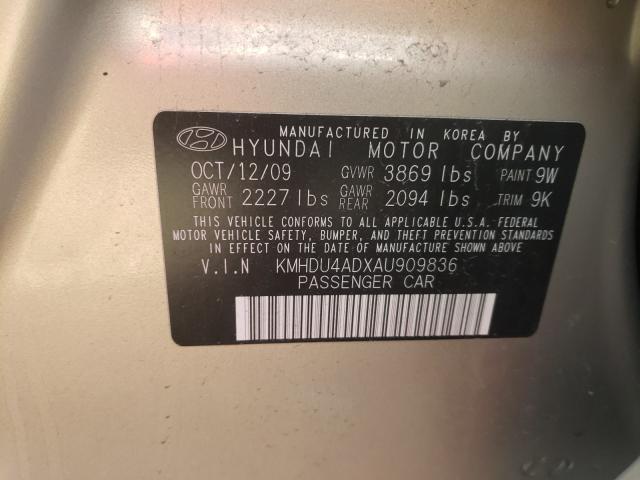 MANUFACTURED IN KOREA BY
HYUNDAI MOTOR COMPANY
OCT/12/09 GVWR 3869 lbs PAINT 9W
GAWR FRONT 2227 lbs GAWR REAR 2094 lbs TRIM 9K
THIS VEHICLE CONFORMS TO ALL APPLICABLE U.S.A. FEDERAL
MOTOR VEHICLE SAFETY, BUMPER, AND THEFT PREVENTION STANDARDS
IN EFFECT ON THE DATE OF MANUFACTURE SHOWN ABOVE
V.I.N KMHDU4ADXAU909836
PASSENGER CAR